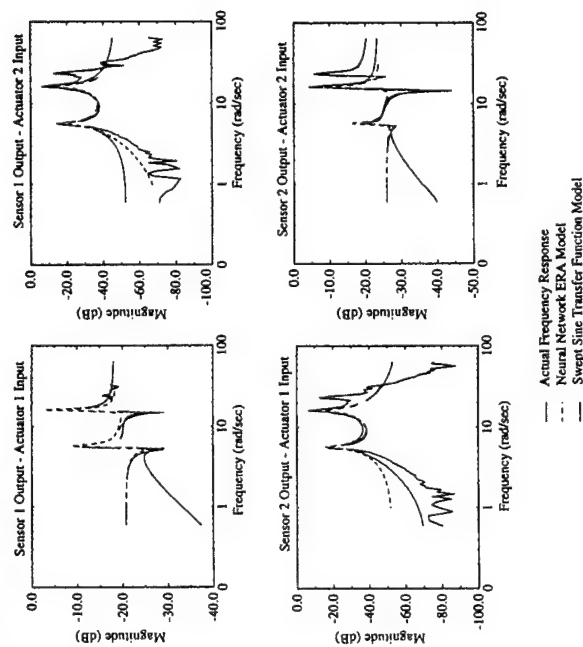 Sensor 1 Output - Actuator 1 Input
Magnitude (dB)
0.0
-10.0
-20.0
-30.0
-40.0
0
1
10
100
Frequency (rad/sec)
Sensor 1 Output - Actuator 2 Input
Magnitude (dB)
0.0
-20.0
-40.0
-60.0
-80.0
-100.0
0
1
10
100
Frequency (rad/sec)
Sensor 2 Output - Actuator 1 Input
Magnitude (dB)
0.0
-20.0
-40.0
-60.0
-80.0
-100.0
0
1
10
100
Frequency (rad/sec)
Sensor 2 Output - Actuator 2 Input
Magnitude (dB)
0.0
-10.0
-20.0
-30.0
-40.0
-50.0
0
1
10
100
Frequency (rad/sec)
Actual Frequency Response
Neural Network ERA Model
Swept Sine Transfer Function Model